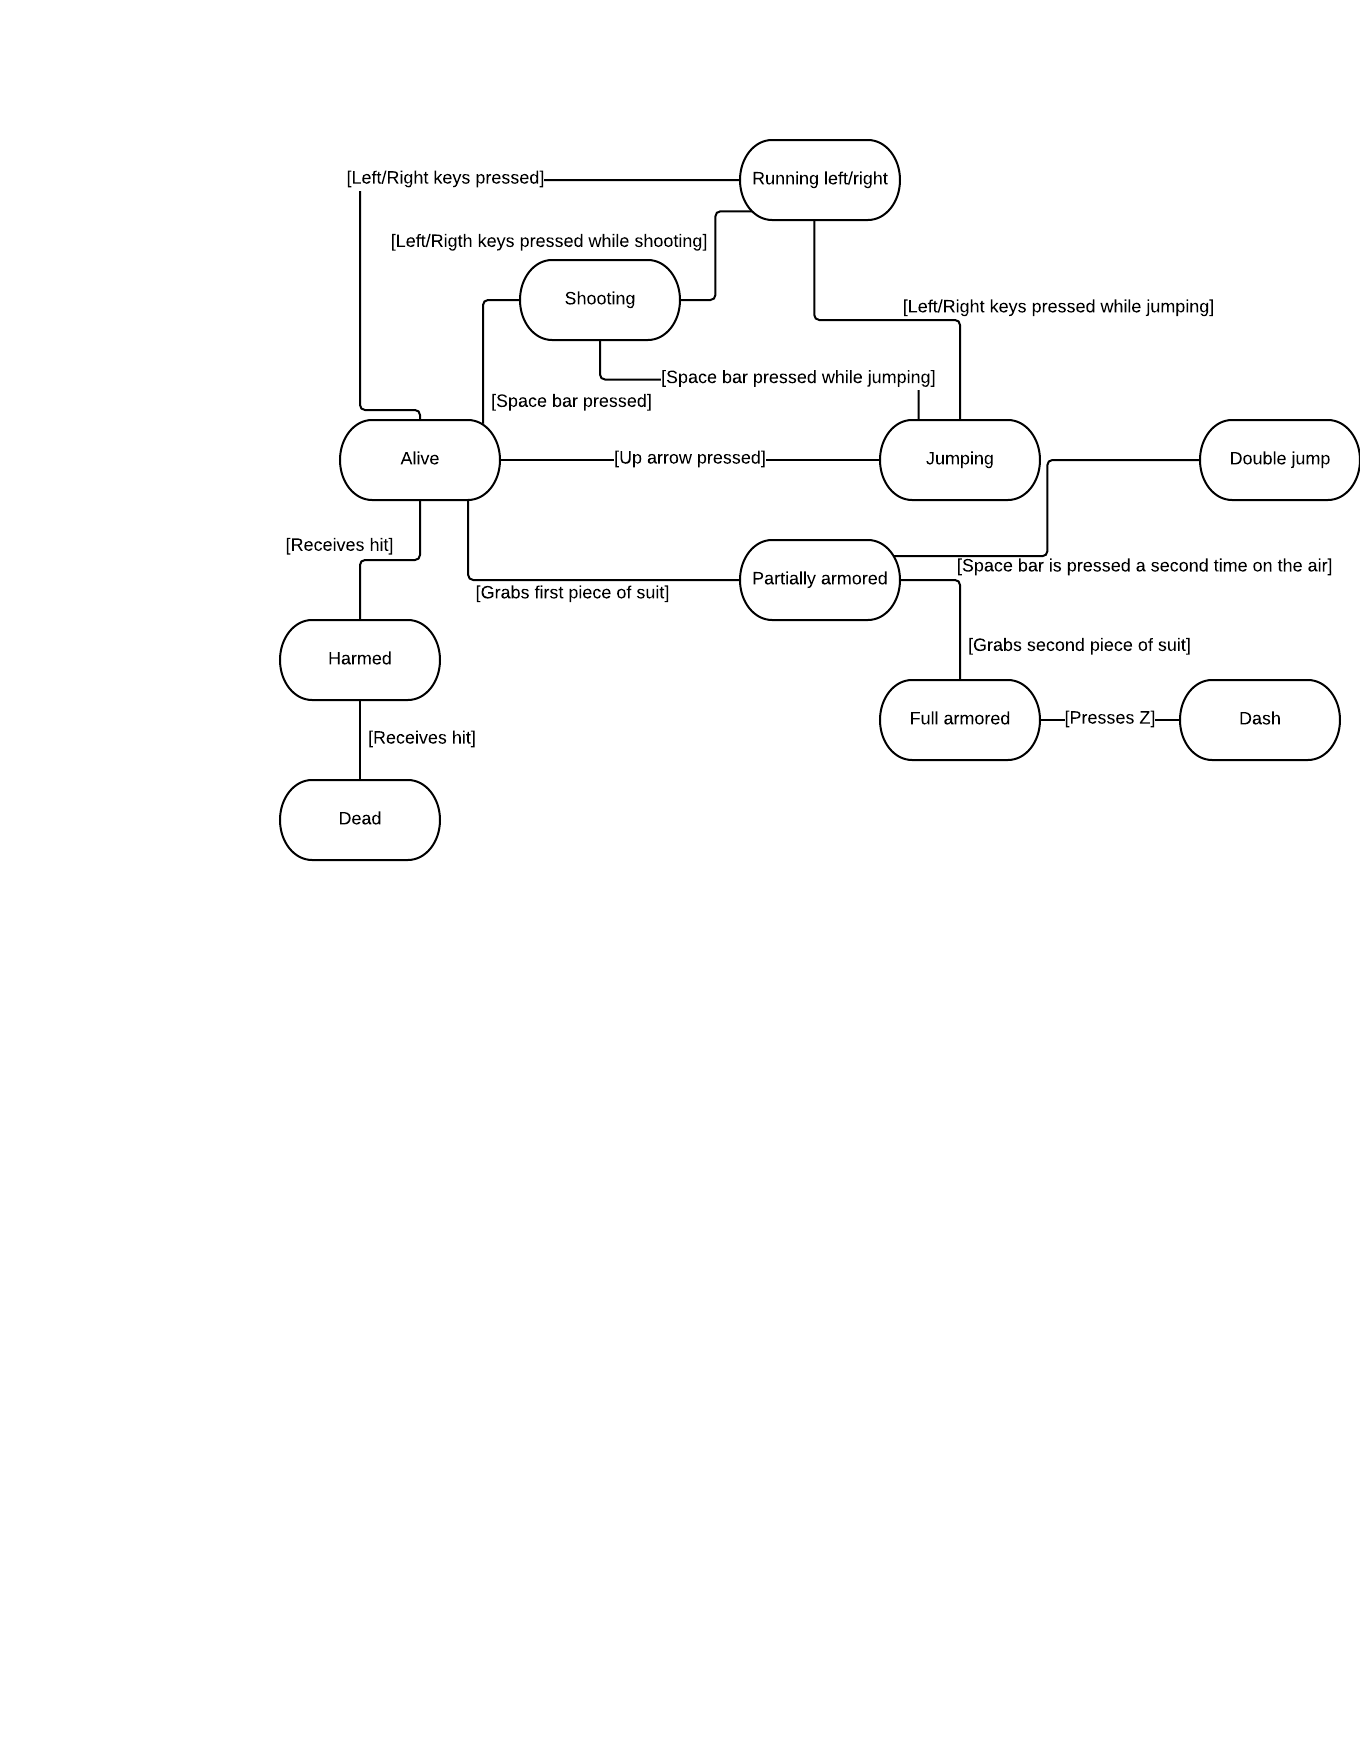 Running left/right
[Left/Right keys pressed]
[Left/Rigth keys pressed while shooting]
Shooting
[Left/Right keys pressed while jumping]
[Space bar pressed while jumping]
[Space bar pressed]
Alive
[Up arrow pressed]
Jumping
Double jump
[Receives hit]
[Space bar is pressed a second time on the air]
Partially armored
[Grabs first piece of suit]
[Grabs second piece of suit]
Harmed
Full armored
[Presses Z]
Dash
[Receives hit]
Dead